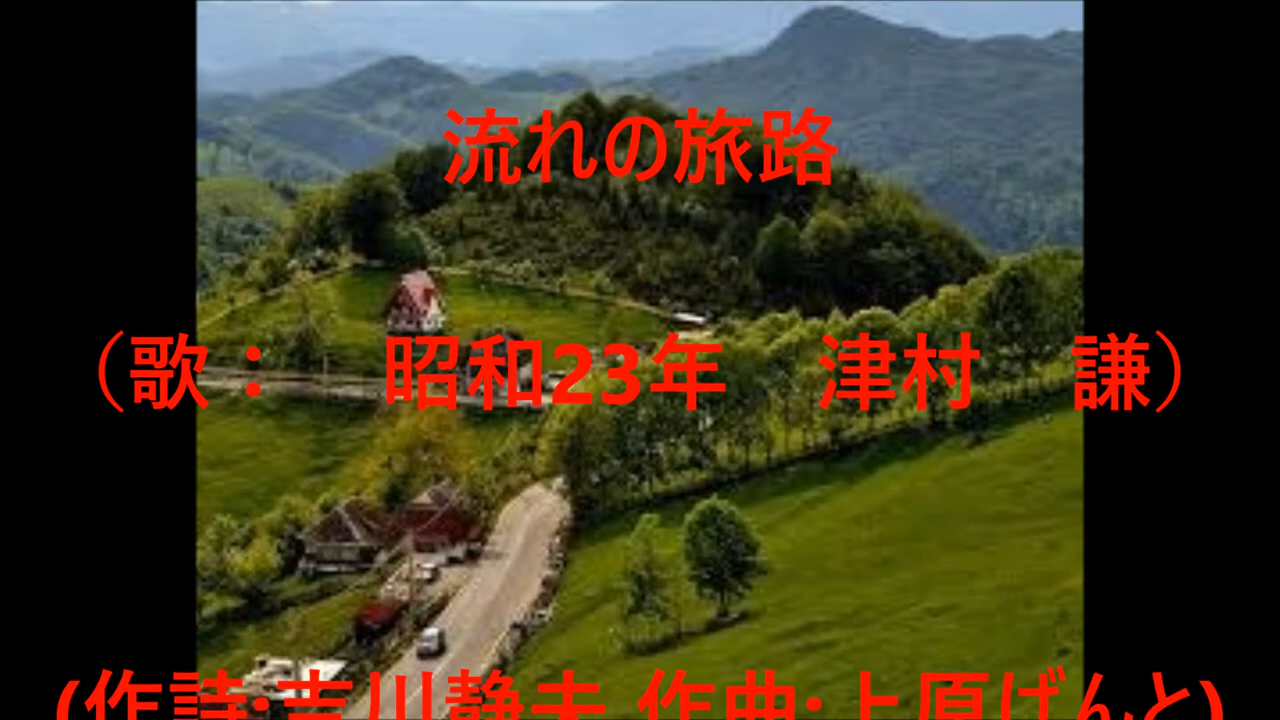 流れの旅路
（歌：　昭和23年　津村　謙）
(作詩:吉川静夫 作曲:上原げんと)